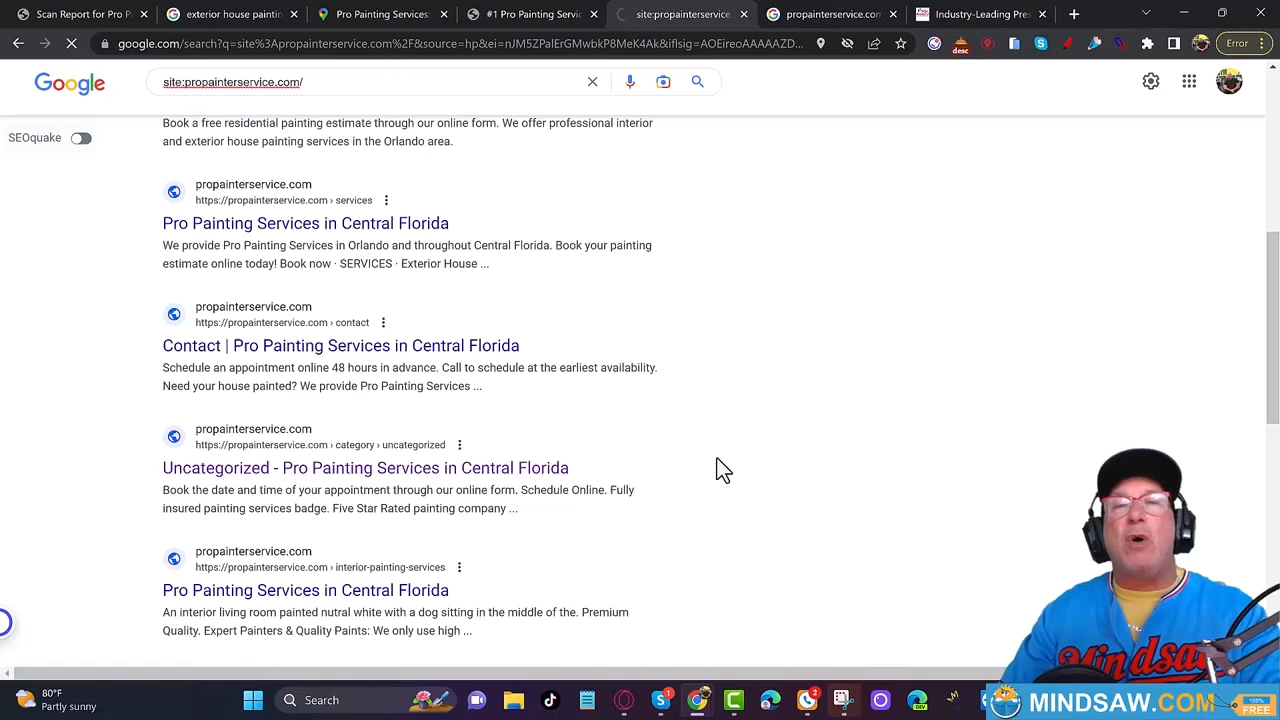 Scan Report for Pro P
exterior house paintin
Pro Painting Services:
#1 Pro Painting Servic
site:propainterservice.
propainterservice.com
Industry-Leading Pres
google.com/search?q=site%3Apropainterservice.com%2F&source=hp&ei=nJM5ZPalErGMwbkP8MeK4Ak&iflsig=AOEireoAAAAAZD...
desc
Error
Google
site:propainterservice.com/
SEOquake
Book a free residential painting estimate through our online form. We offer professional interior
and exterior house painting services in the Orlando area.
propainterservice.com
https://propainterservice.com › services
Pro Painting Services in Central Florida
We provide Pro Painting Services in Orlando and throughout Central Florida. Book your painting
estimate online today! Book now · SERVICES · Exterior House ...
propainterservice.com
https://propainterservice.com › contact
Contact | Pro Painting Services in Central Florida
Schedule an appointment online 48 hours in advance. Call to schedule at the earliest availability.
Need your house painted? We provide Pro Painting Services ...
propainterservice.com
https://propainterservice.com › category › uncategorized
Uncategorized - Pro Painting Services in Central Florida
Book the date and time of your appointment through our online form. Schedule Online. Fully
insured painting services badge. Five Star Rated painting company ...
propainterservice.com
https://propainterservice.com › interior-painting-services
Pro Painting Services in Central Florida
An interior living room painted nutral white with a dog sitting in the middle of the. Premium
Quality. Expert Painters & Quality Paints: We only use high ...
Mindsaw
80°F
Partly sunny
Search
1
2
DEV
MINDSAW.COM
100%
FREE